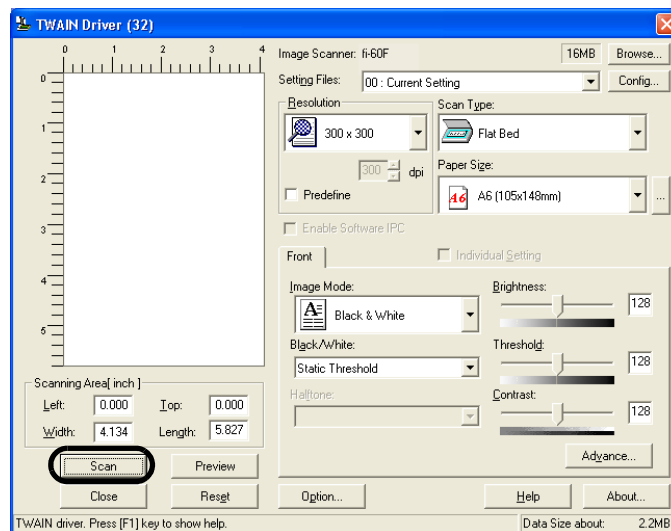 TWAIN Driver (32)
0 1 2 3 4
0
1
2
3
4
5
Image Scanner: fi-60F 16MB Browse...
Setting Files: 00 : Current Setting Config...
Resolution
300 x 300
300 dpi
Predefine
Scan Type:
Flat Bed
Paper Size:
A6 A6 (105x148mm) ...
Enable Software IPC
Front Individual Setting
Image Mode:
A Black & White
Black/White:
Static Threshold
Halftone:
Brightness:
128
Threshold:
128
Contrast:
128
Advance...
Scanning Area[ inch ]
Left: 0.000 Top: 0.000
Width: 4.134 Length: 5.827
Scan Preview
Close Reset Option... Help About...
TWAIN driver. Press [F1] key to show help. Data Size about: 2.2MB